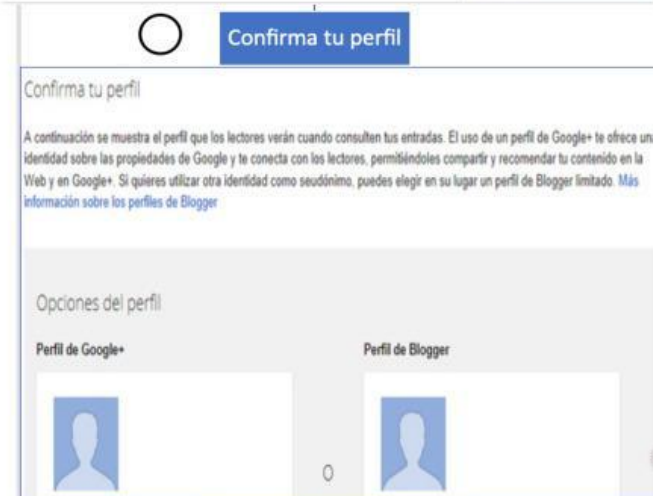 Confirma tu perfil
Confirma tu perfil
A continuación se muestra el perfil que los lectores verán cuando consulten tus entradas. El uso de un perfil de Google+ te ofrece una
identidad sobre las propiedades de Google y te conecta con los lectores, permitiéndoles compartir y recomendar tu contenido en la
Web y en Google+. Si quieres utilizar otra identidad como seudónimo, puedes elegir en su lugar un perfil de Blogger limitado. Más
información sobre los perfiles de Blogger
Opciones del perfil
Perfil de Google+ Perfil de Blogger
O